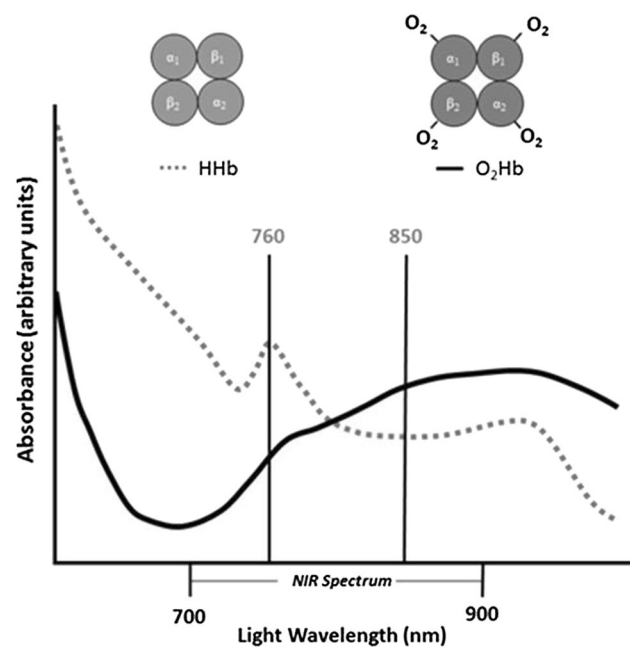 O₂ O₂
α₁ β₁ α₁ β₁
β₂ α₂ β₂ α₂
O₂ O₂
HHb O₂Hb
760 850
Absorbance (arbitrary units)
NIR Spectrum
700 900
Light Wavelength (nm)